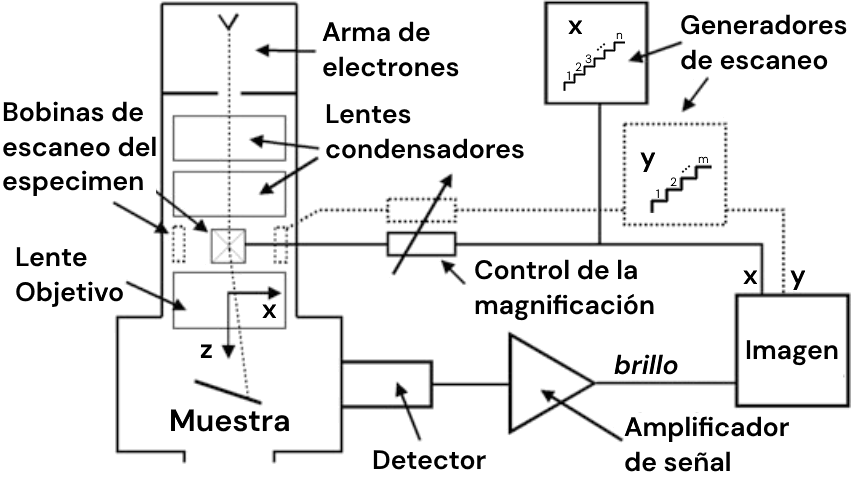 Arma de
electrones
x
1 2 3 n
Generadores
de escaneo
Bobinas de
escaneo del
especimen
Lentes
condensadores
y
1 2 m
Lente
Objetivo
x
z
Control de la
magnificación
x y
Imagen
brillo
Muestra
Detector
Amplificador
de señal